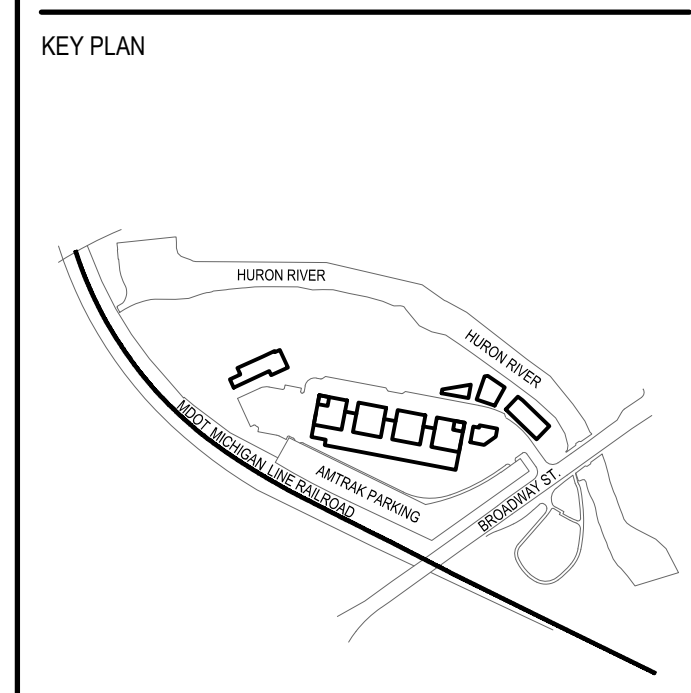 KEY PLAN
HURON RIVER
HURON RIVER
MDOT MICHIGAN LINE RAILROAD
AMTRAK PARKING
BROADWAY ST.